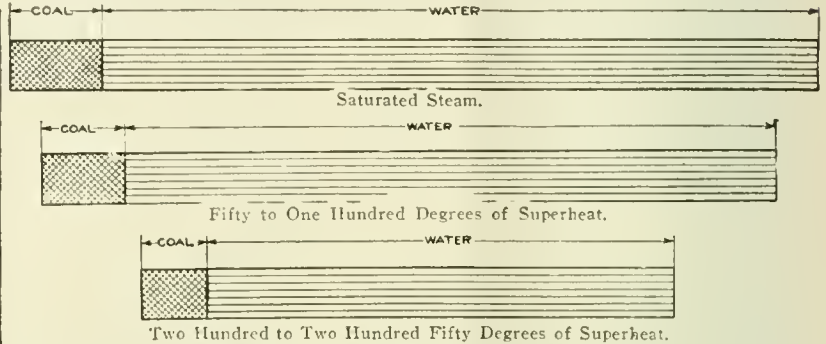 COAL WATER
Saturated Steam.
COAL WATER
Fifty to One Hundred Degrees of Superheat.
COAL WATER
Two Hundred to Two Hundred Fifty Degrees of Superheat.